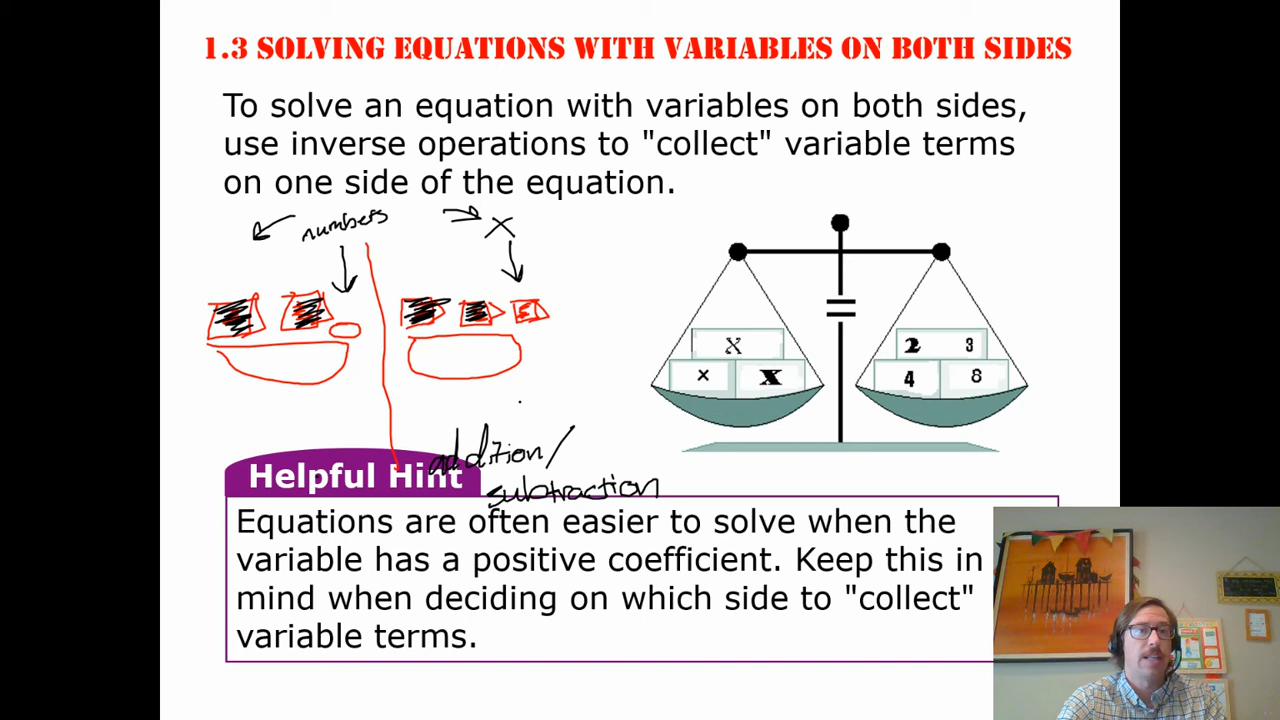 1.3 SOLVING EQUATIONS WITH VARIABLES ON BOTH SIDES
To solve an equation with variables on both sides,
use inverse operations to "collect" variable terms
on one side of the equation.
numbers
x
X
x X
2 3
4 8
addition/
subtraction
Helpful Hint
Equations are often easier to solve when the
variable has a positive coefficient. Keep this in
mind when deciding on which side to "collect"
variable terms.